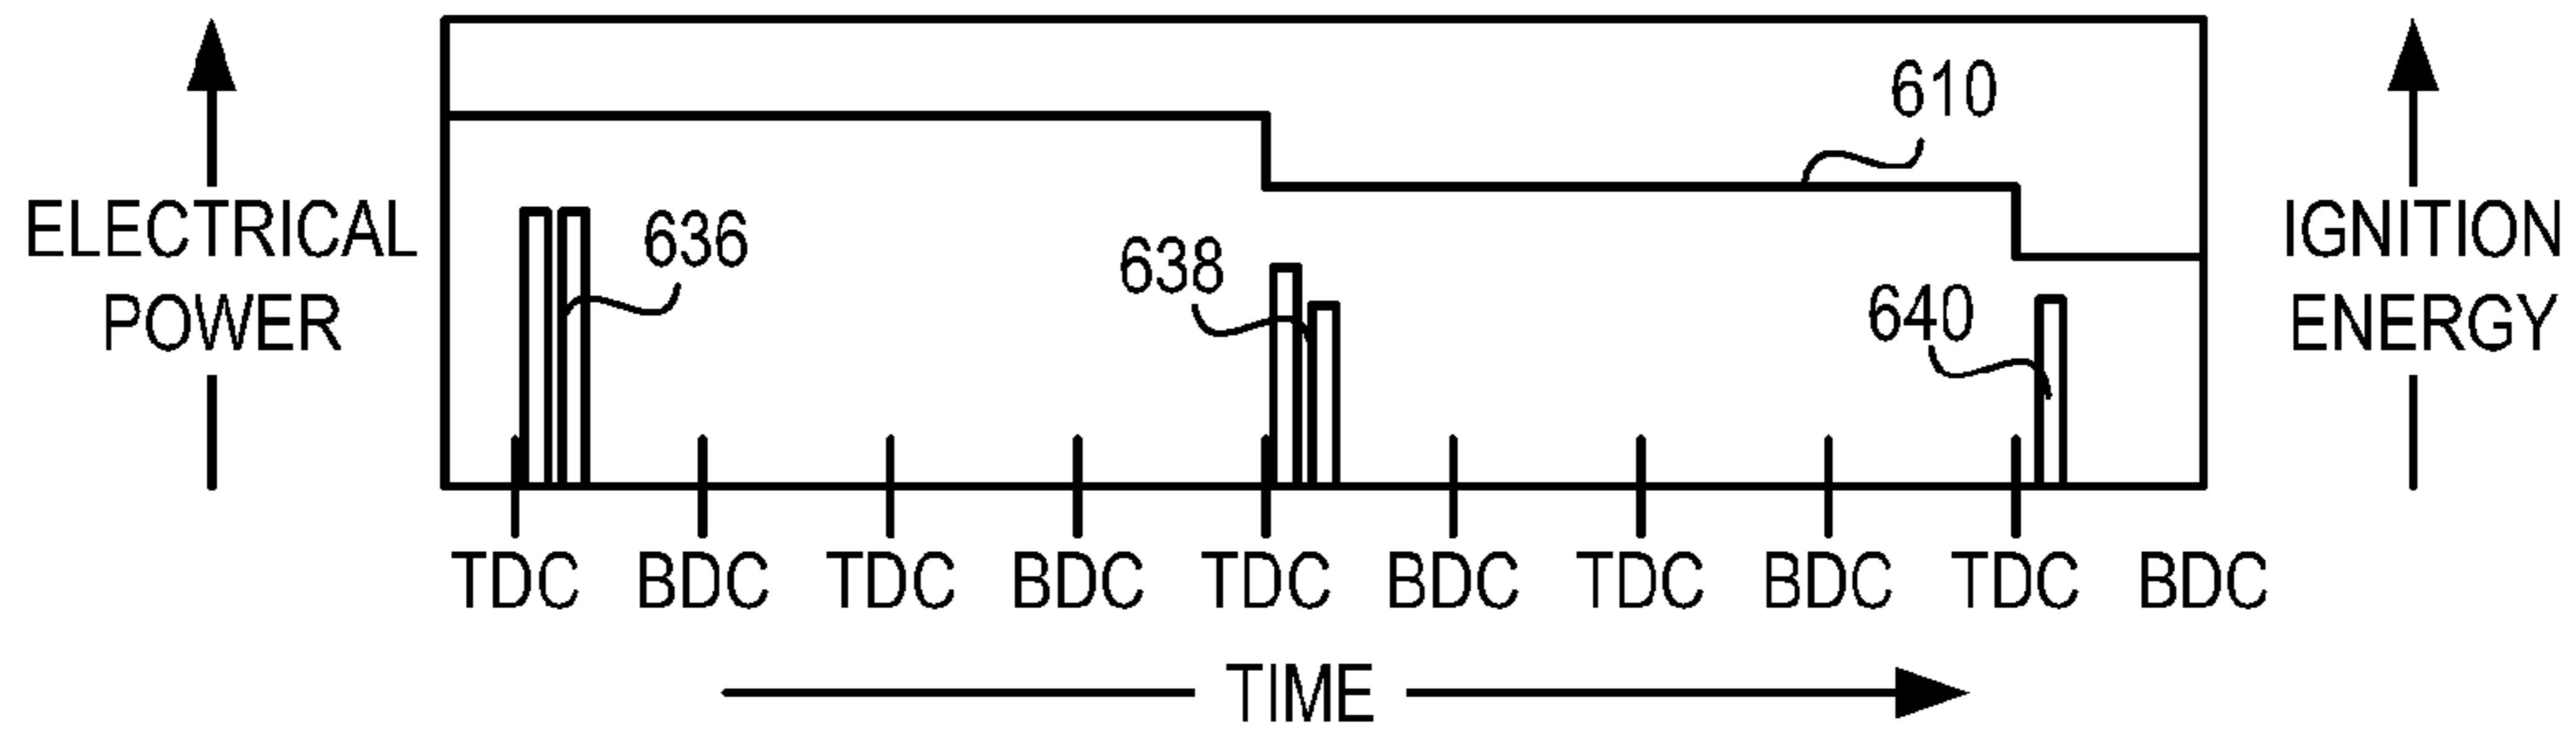 610
ELECTRICAL
POWER
636
638
640
IGNITION
ENERGY
TDC BDC TDC BDC TDC BDC TDC BDC TDC BDC
TIME